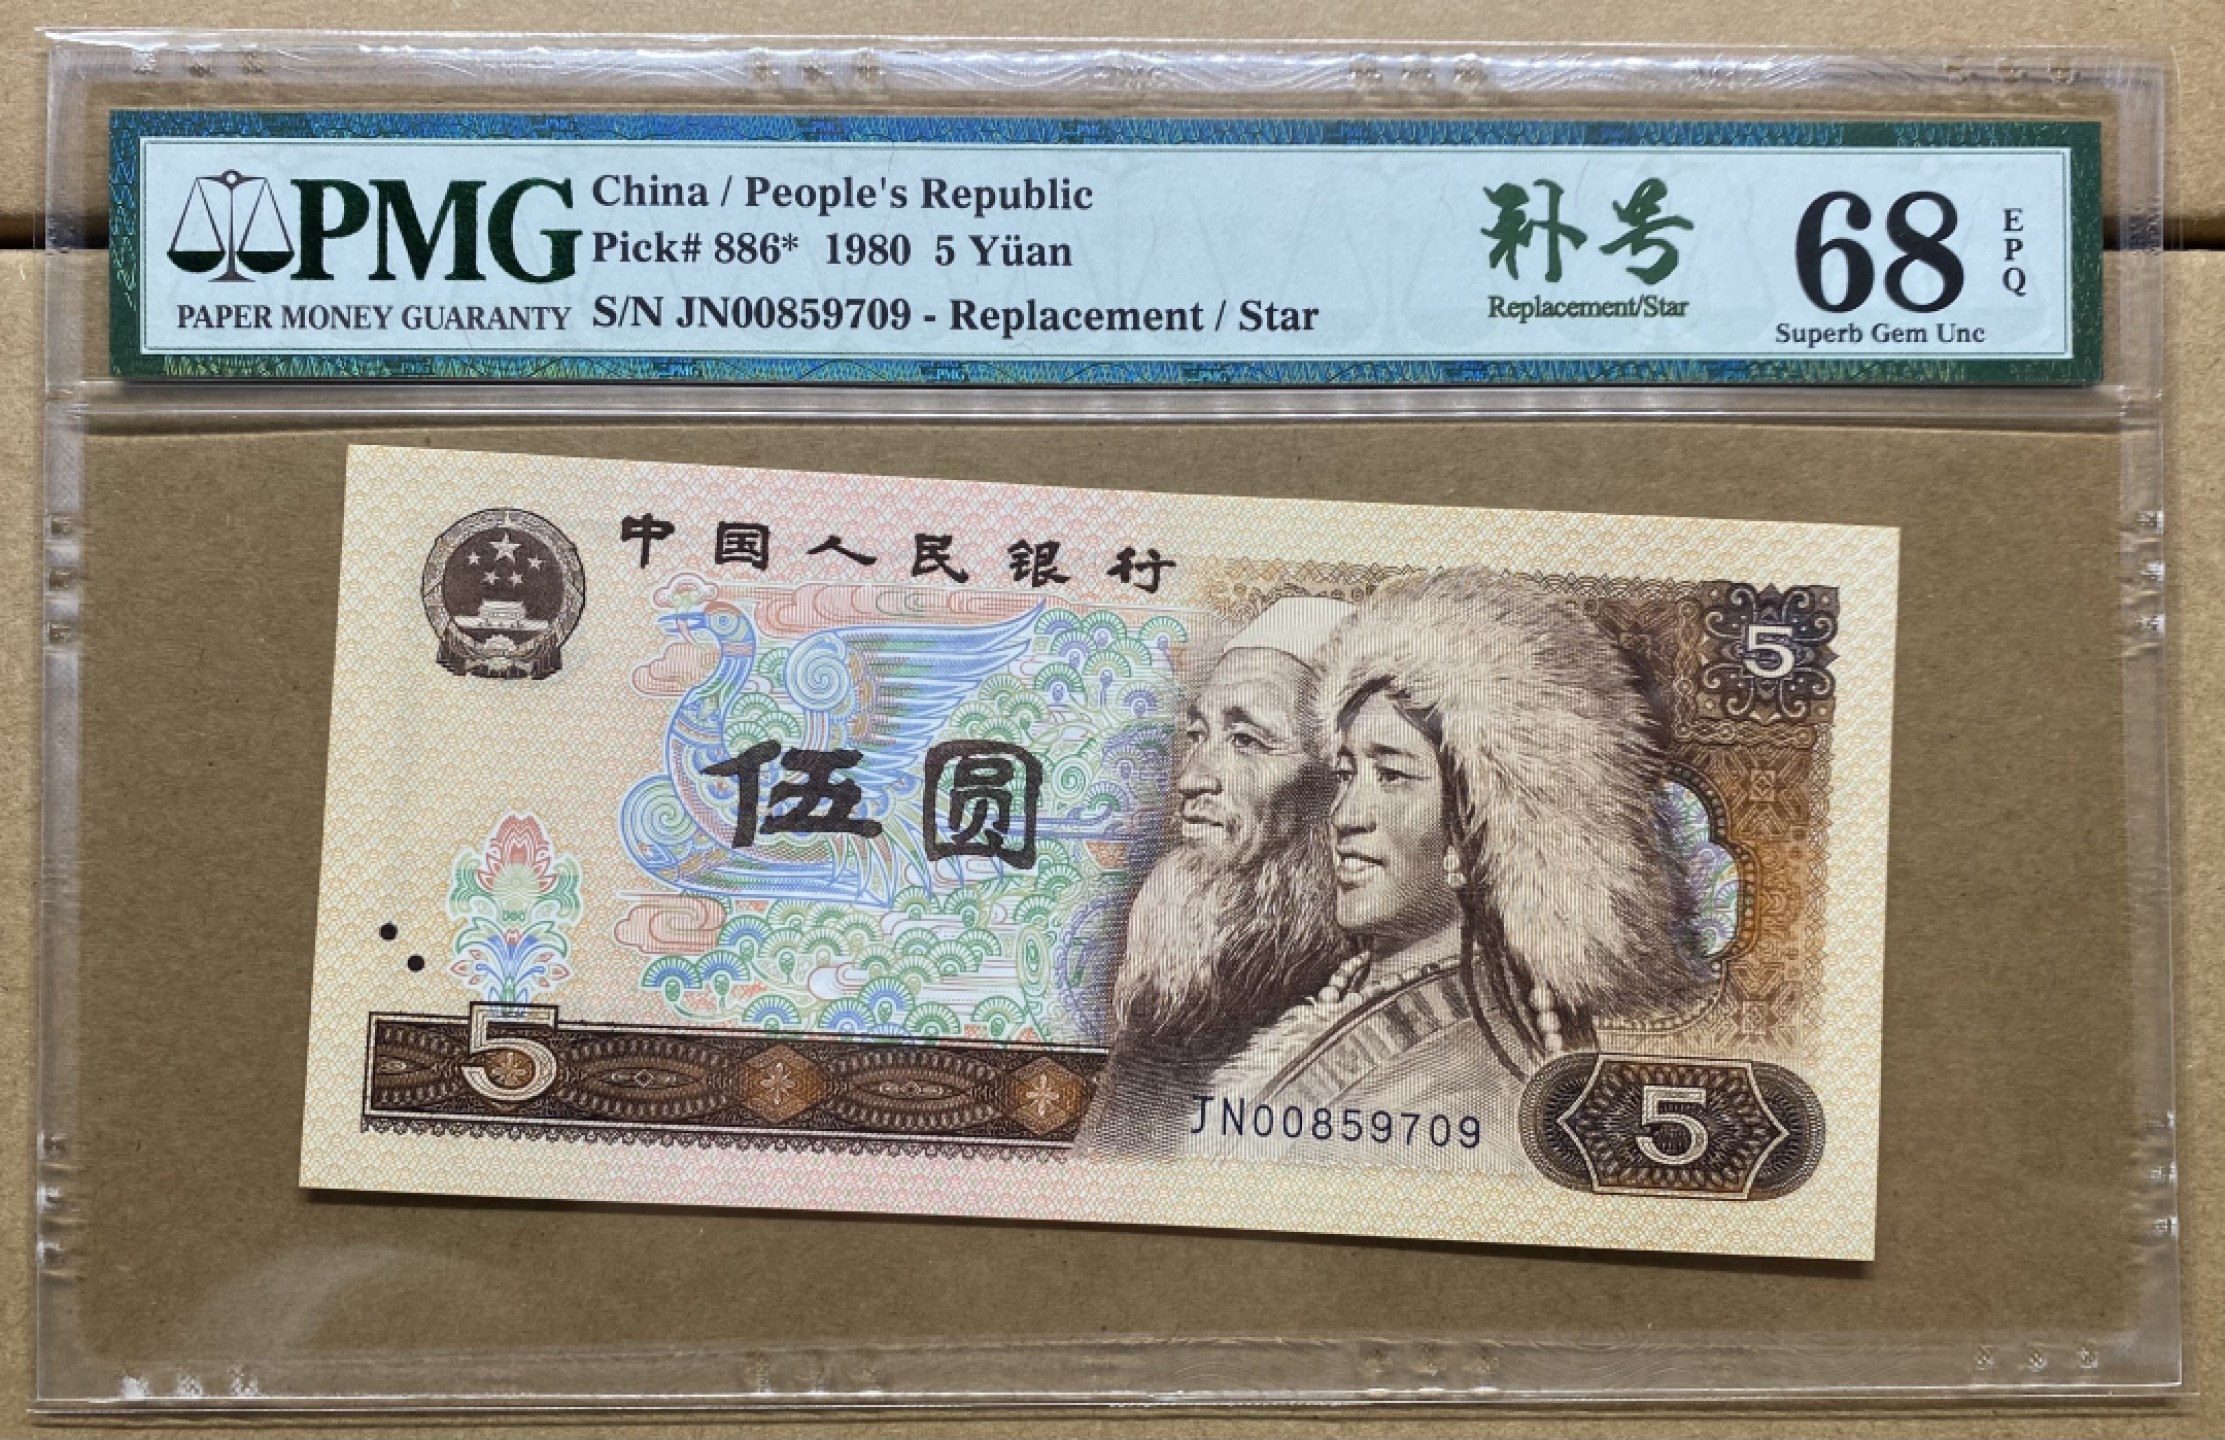 PMG
PAPER MONEY GUARANTY
China / People's Republic
Pick# 886* 1980 5 Yüan
S/N JN00859709 - Replacement / Star
补号
Replacement/Star
68
EPQ
Superb Gem Unc
中国人民银行
5
伍圆
5
JN00859709
5